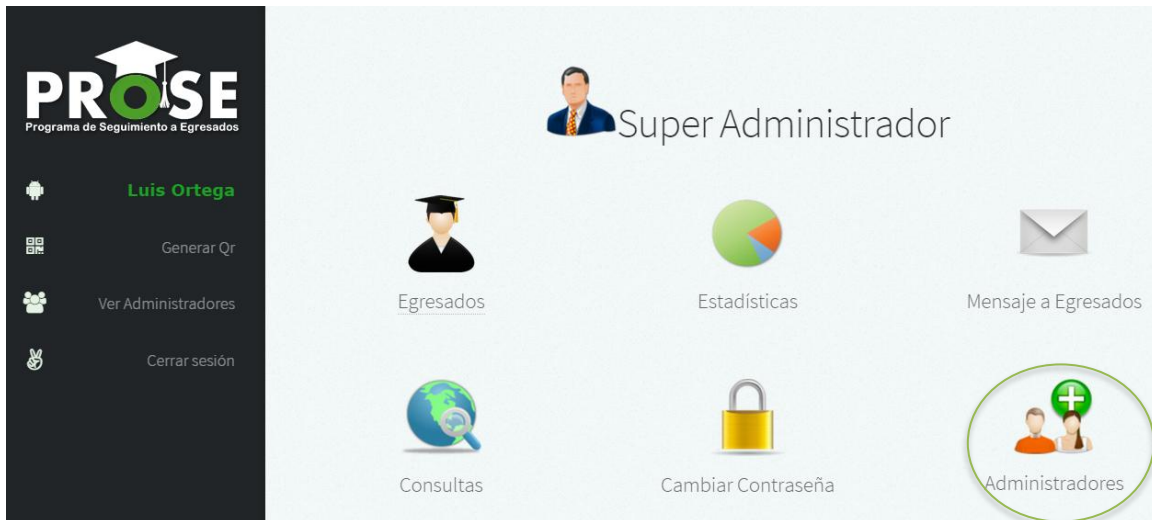 PROSE
Programa de Seguimiento a Egresados
Luis Ortega
Generar Qr
Ver Administradores
Cerrar sesión
Super Administrador
Egresados
Estadísticas
Mensaje a Egresados
Consultas
Cambiar Contraseña
Administradores